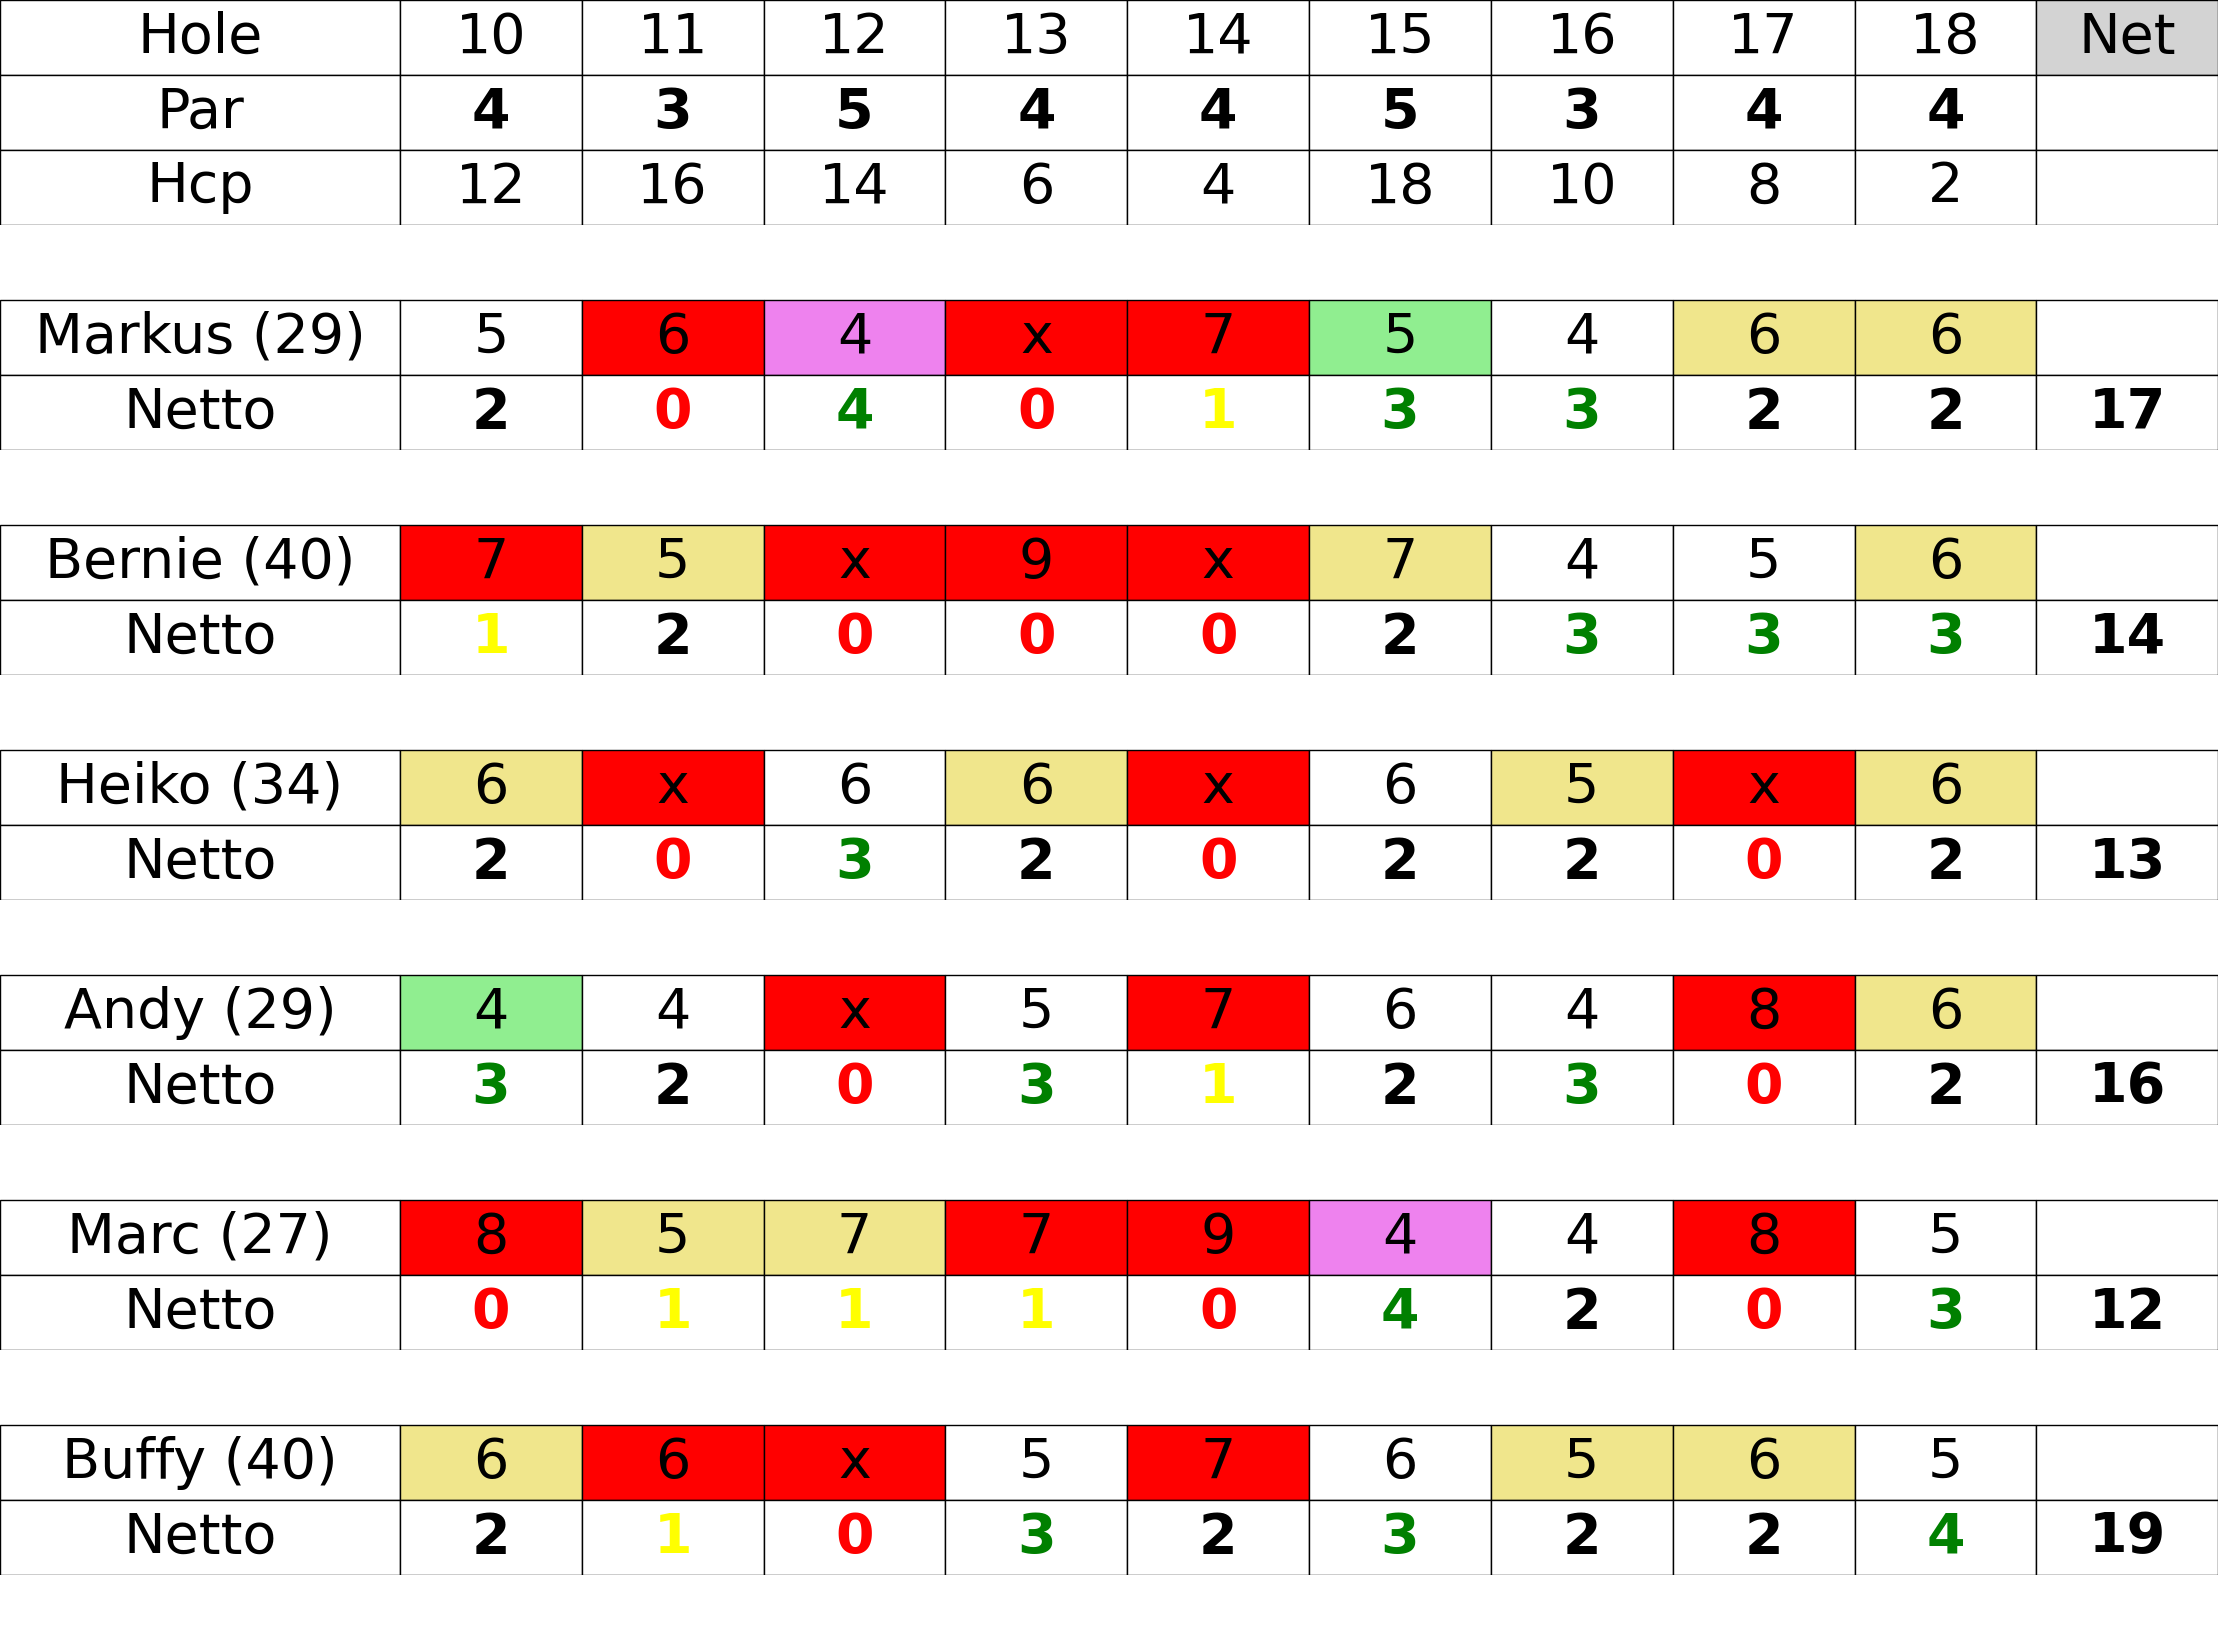 Hole 10 11 12 13 14 15 16 17 18 Net
Par 4 3 5 4 4 5 3 4 4
Hcp 12 16 14 6 4 18 10 8 2
Markus (29) 5 6 4 x 7 5 4 6 6
Netto 2 0 4 0 1 3 3 2 2 17
Bernie (40) 7 5 x 9 x 7 4 5 6
Netto 1 2 0 0 0 2 3 3 3 14
Heiko (34) 6 x 6 6 x 6 5 x 6
Netto 2 0 3 2 0 2 2 0 2 13
Andy (29) 4 4 x 5 7 6 4 8 6
Netto 3 2 0 3 1 2 3 0 2 16
Marc (27) 8 5 7 7 9 4 4 8 5
Netto 0 1 1 1 0 4 2 0 3 12
Buffy (40) 6 6 x 5 7 6 5 6 5
Netto 2 1 0 3 2 3 2 2 4 19